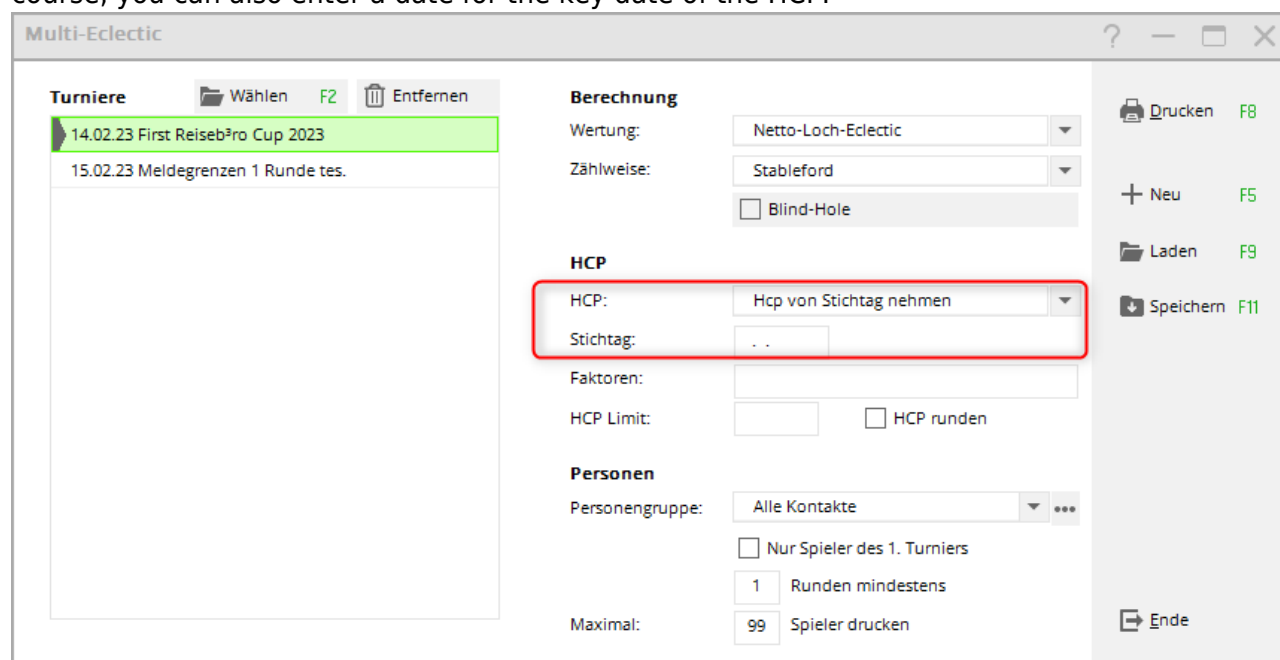 course, you can also enter a date for the key date of the HCP.
Multi-Eclectic
Turniere Wählen F2 Entfernen
14.02.23 First Reiseb³ro Cup 2023
15.02.23 Meldegrenzen 1 Runde tes.
Berechnung
Wertung: Netto-Loch-Eclectic
Zählweise: Stableford
Blind-Hole
HCP
HCP: Hcp von Stichtag nehmen
Stichtag: . .
Faktoren:
HCP Limit: HCP runden
Personen
Personengruppe: Alle Kontakte
Nur Spieler des 1. Turniers
1 Runden mindestens
Maximal: 99 Spieler drucken
Drucken F8
Neu F5
Laden F9
Speichern F11
Ende